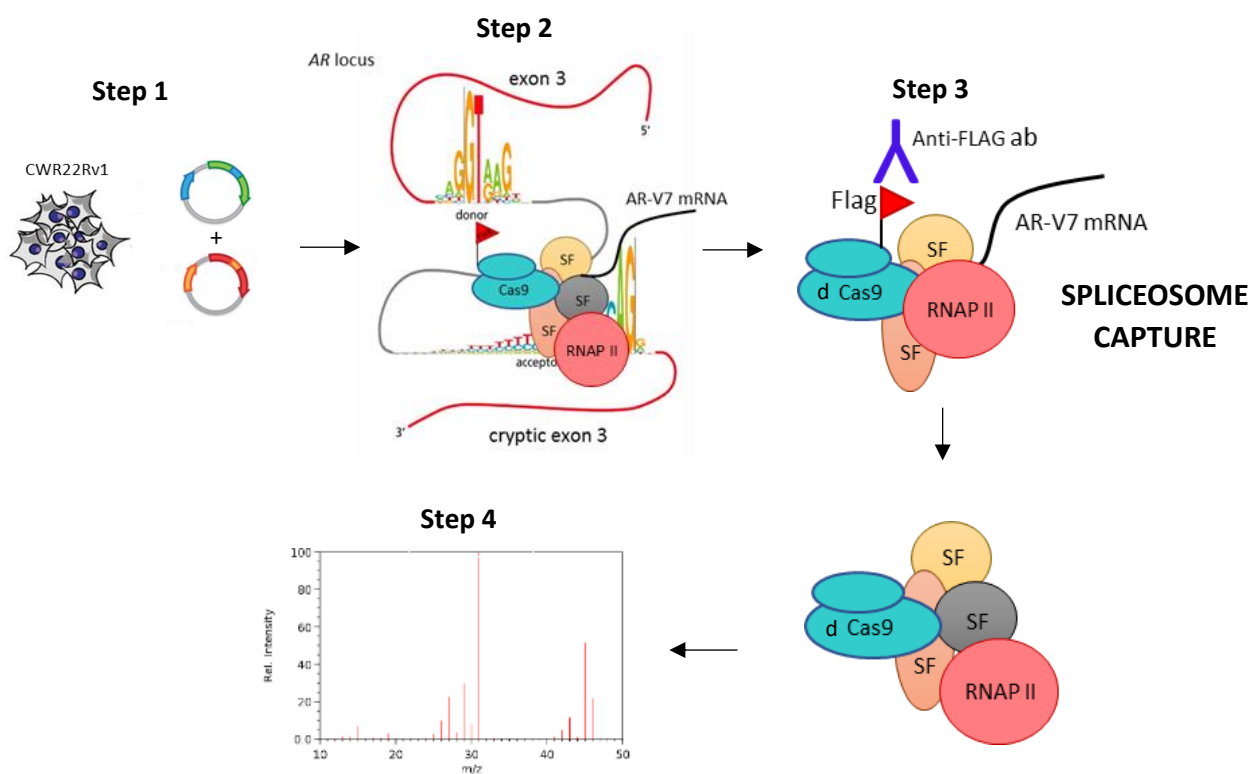 Step 1
CWR22Rv1
+
Step 2
AR locus
exon 3
5'
donor
AR-V7 mRNA
SF
Cas9
SF
SF
RNAP II
accepto
3'
cryptic exon 3
Step 3
Anti-FLAG ab
Flag
AR-V7 mRNA
SF
d Cas9
RNAP II
SF
SPLICEOSOME
CAPTURE
SF
d Cas9
SF
SF
RNAP II
Step 4
100
80
60
40
20
0.0
10
20
30
40
50
Rel. Intensity
m/z